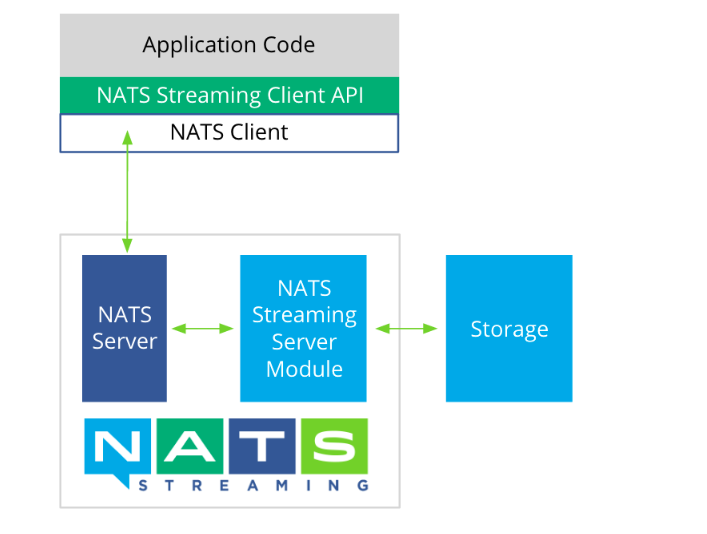 Application Code
NATS Streaming Client API
NATS Client
NATS
Server
NATS
Streaming
Server
Module
Storage
NATS
STREAMING